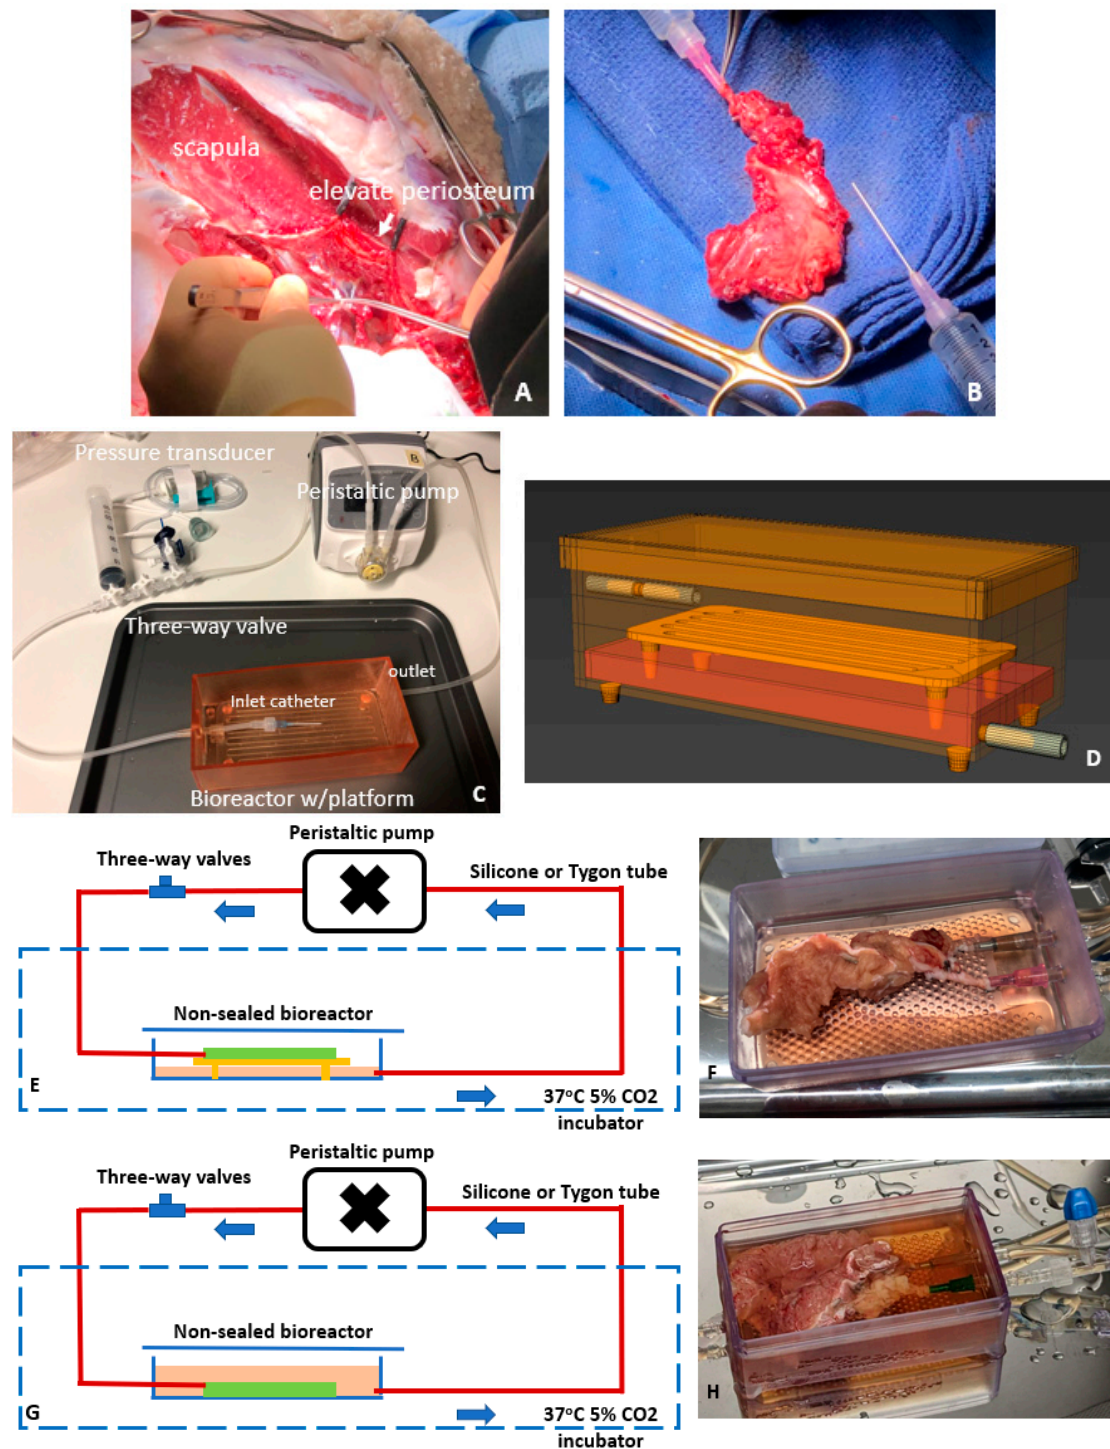 scapula
elevate periosteum
A
B
Pressure transducer
B
Peristaltic pump
Three-way valve
outlet
Inlet catheter
Bioreactor w/platform
C
D
Peristaltic pump
Three-way valves
Silicone or Tygon tube
Non-sealed bioreactor
E
37oC 5% CO2
incubator
F
Peristaltic pump
Three-way valves
Silicone or Tygon tube
Non-sealed bioreactor
G
37oC 5% CO2
incubator
H